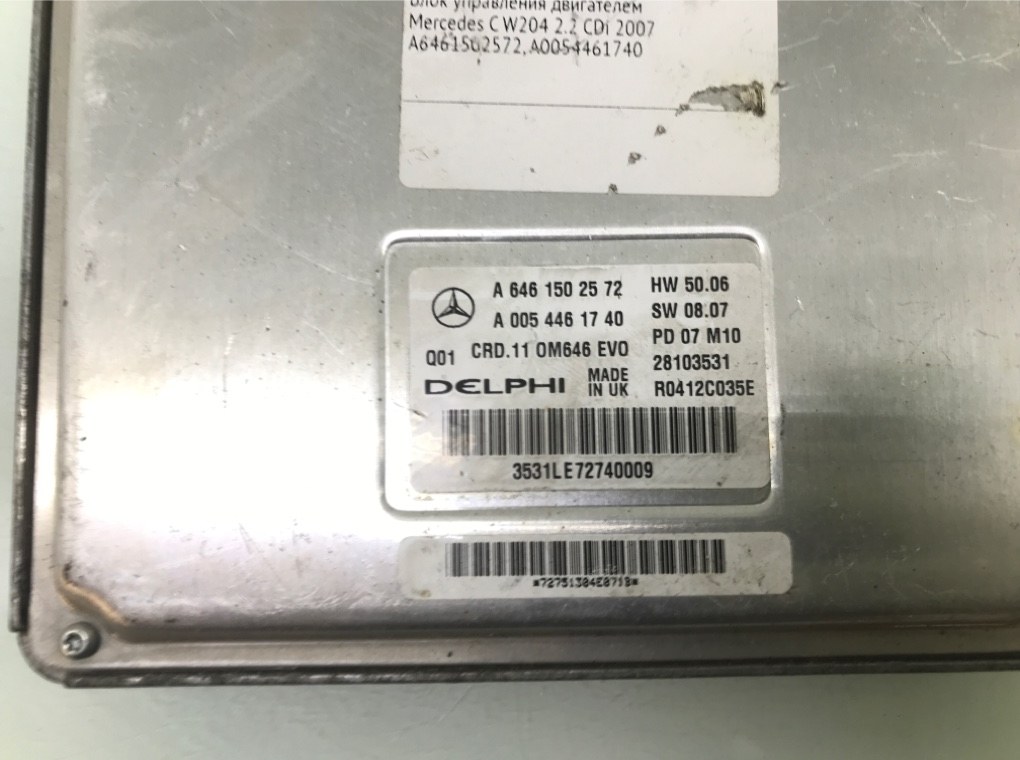 Блок управления двигателем
Mercedes C W204 2.2 CDi 2007
A6461502572, A0054461740
A 646 150 25 72 HW 50.06
A 005 446 17 40 SW 08.07
Q01 CRD.11 OM646 EVO PD 07 M10
28103531
DELPHI MADE IN UK R0412C035E
3531LE72740009
*72751304E071B*